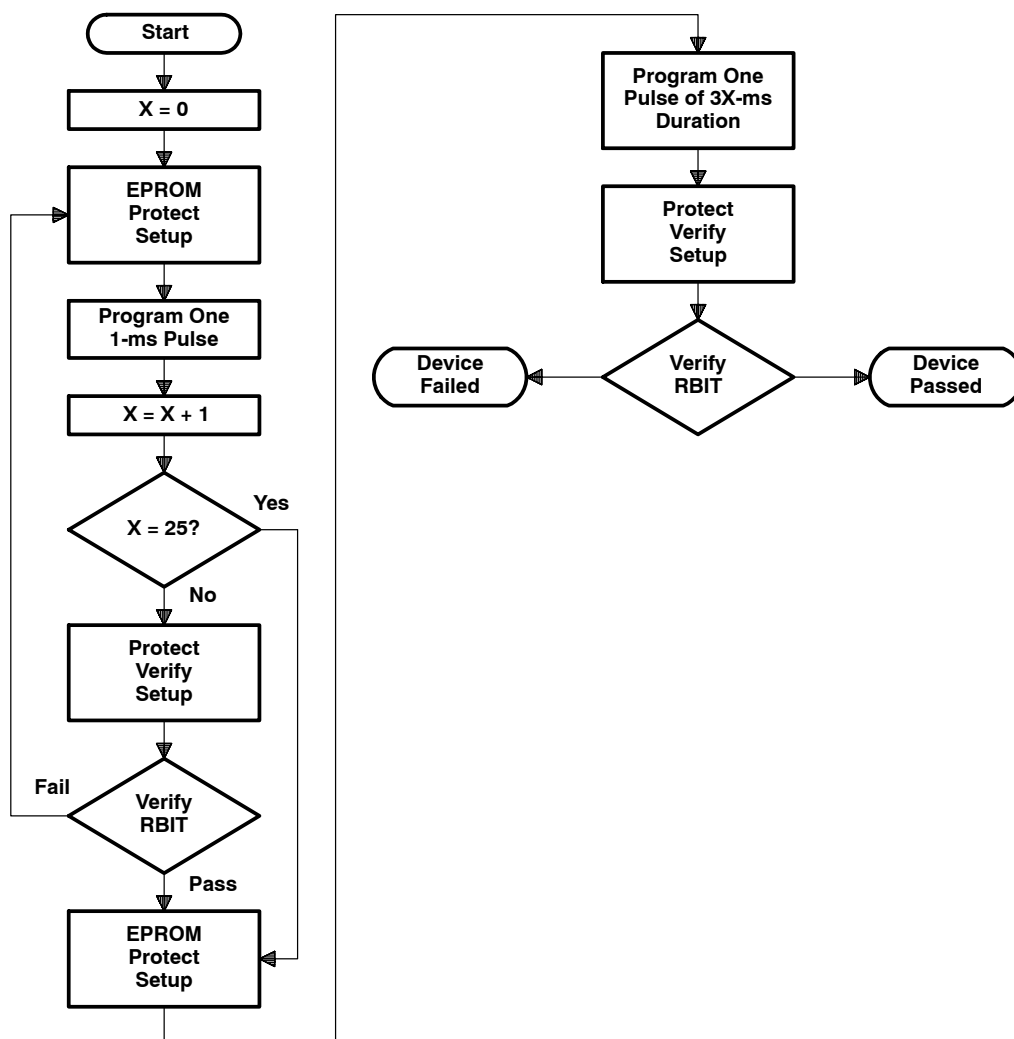 Start
X = 0
EPROM
Protect
Setup
Program One
1-ms Pulse
X = X + 1
X = 25?
Yes
No
Protect
Verify
Setup
Fail
Verify
RBIT
Pass
EPROM
Protect
Setup
Program One
Pulse of 3X-ms
Duration
Protect
Verify
Setup
Verify
RBIT
Device
Failed
Device
Passed